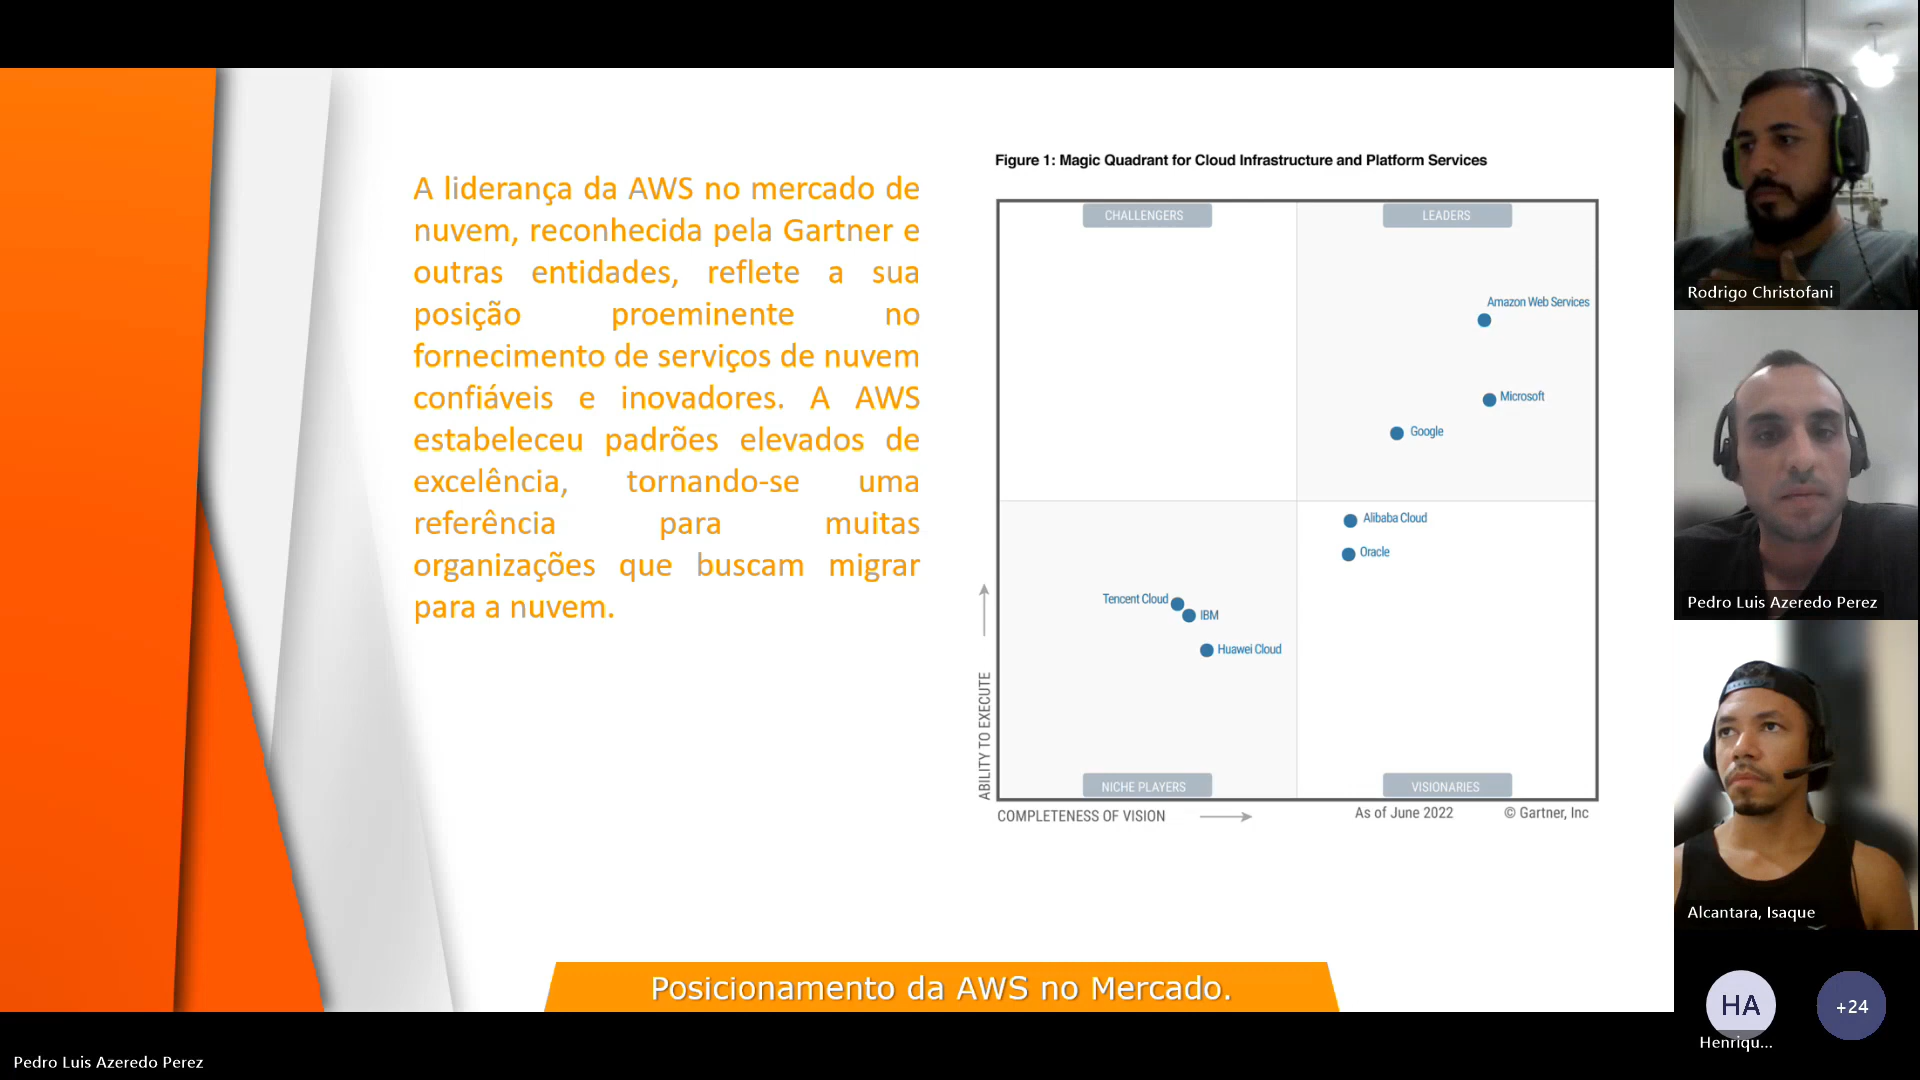 A liderança da AWS no mercado de
nuvem, reconhecida pela Gartner e
outras entidades, reflete a sua
posição proeminente no
fornecimento de serviços de nuvem
confiáveis e inovadores. A AWS
estabeleceu padrões elevados de
excelência, tornando-se uma
referência para muitas
organizações que buscam migrar
para a nuvem.
Figure 1: Magic Quadrant for Cloud Infrastructure and Platform Services
CHALLENGERS
LEADERS
Amazon Web Services
Microsoft
Google
Alibaba Cloud
Oracle
Tencent Cloud
IBM
Huawei Cloud
ABILITY TO EXECUTE
NICHE PLAYERS
VISIONARIES
COMPLETENESS OF VISION
As of June 2022
© Gartner, Inc
Posicionamento da AWS no Mercado.
Rodrigo Christofani
Pedro Luis Azeredo Perez
Alcantara, Isaque
HA
+24
Henriqu...
Pedro Luis Azeredo Perez